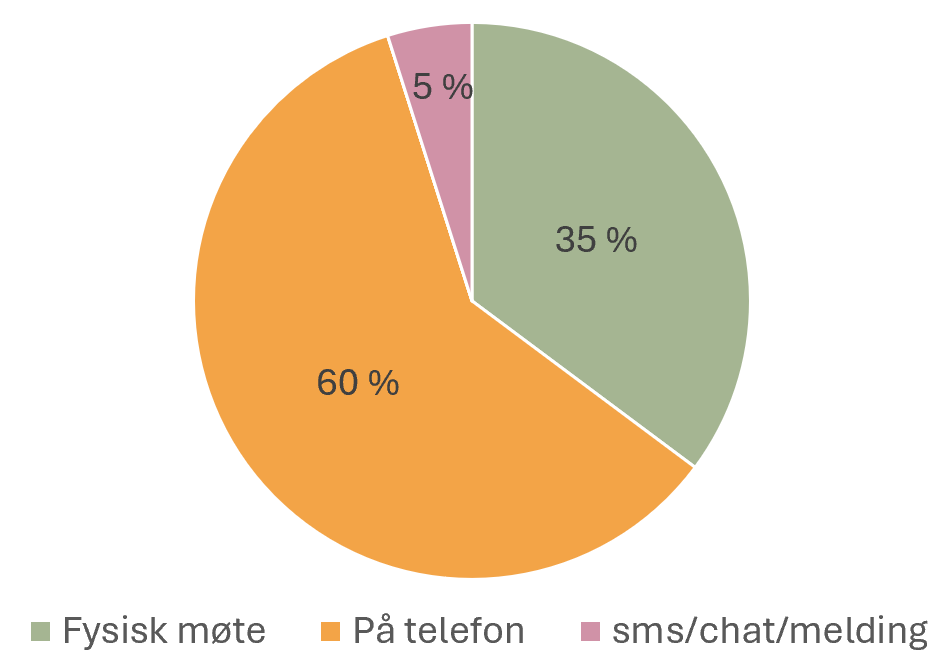 5 %
35 %
60 %
Fysisk møte
På telefon
sms/chat/melding